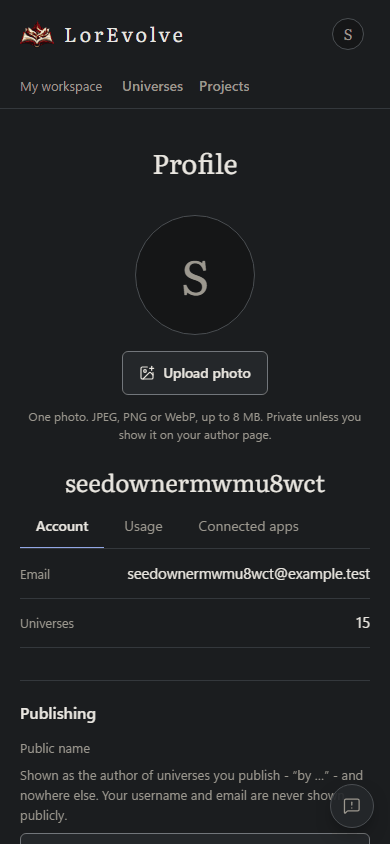 LorEvolve
S
My workspace
Universes
Projects
Profile
S
Upload photo
One photo. JPEG, PNG or WebP, up to 8 MB. Private unless you
show it on your author page.
seedownermwmu8wct
Account
Usage
Connected apps
Email
seedownermwmu8wct@example.test
Universes
15
Publishing
Public name
Shown as the author of universes you publish - “by ...” - and
nowhere else. Your username and email are never shown
publicly.